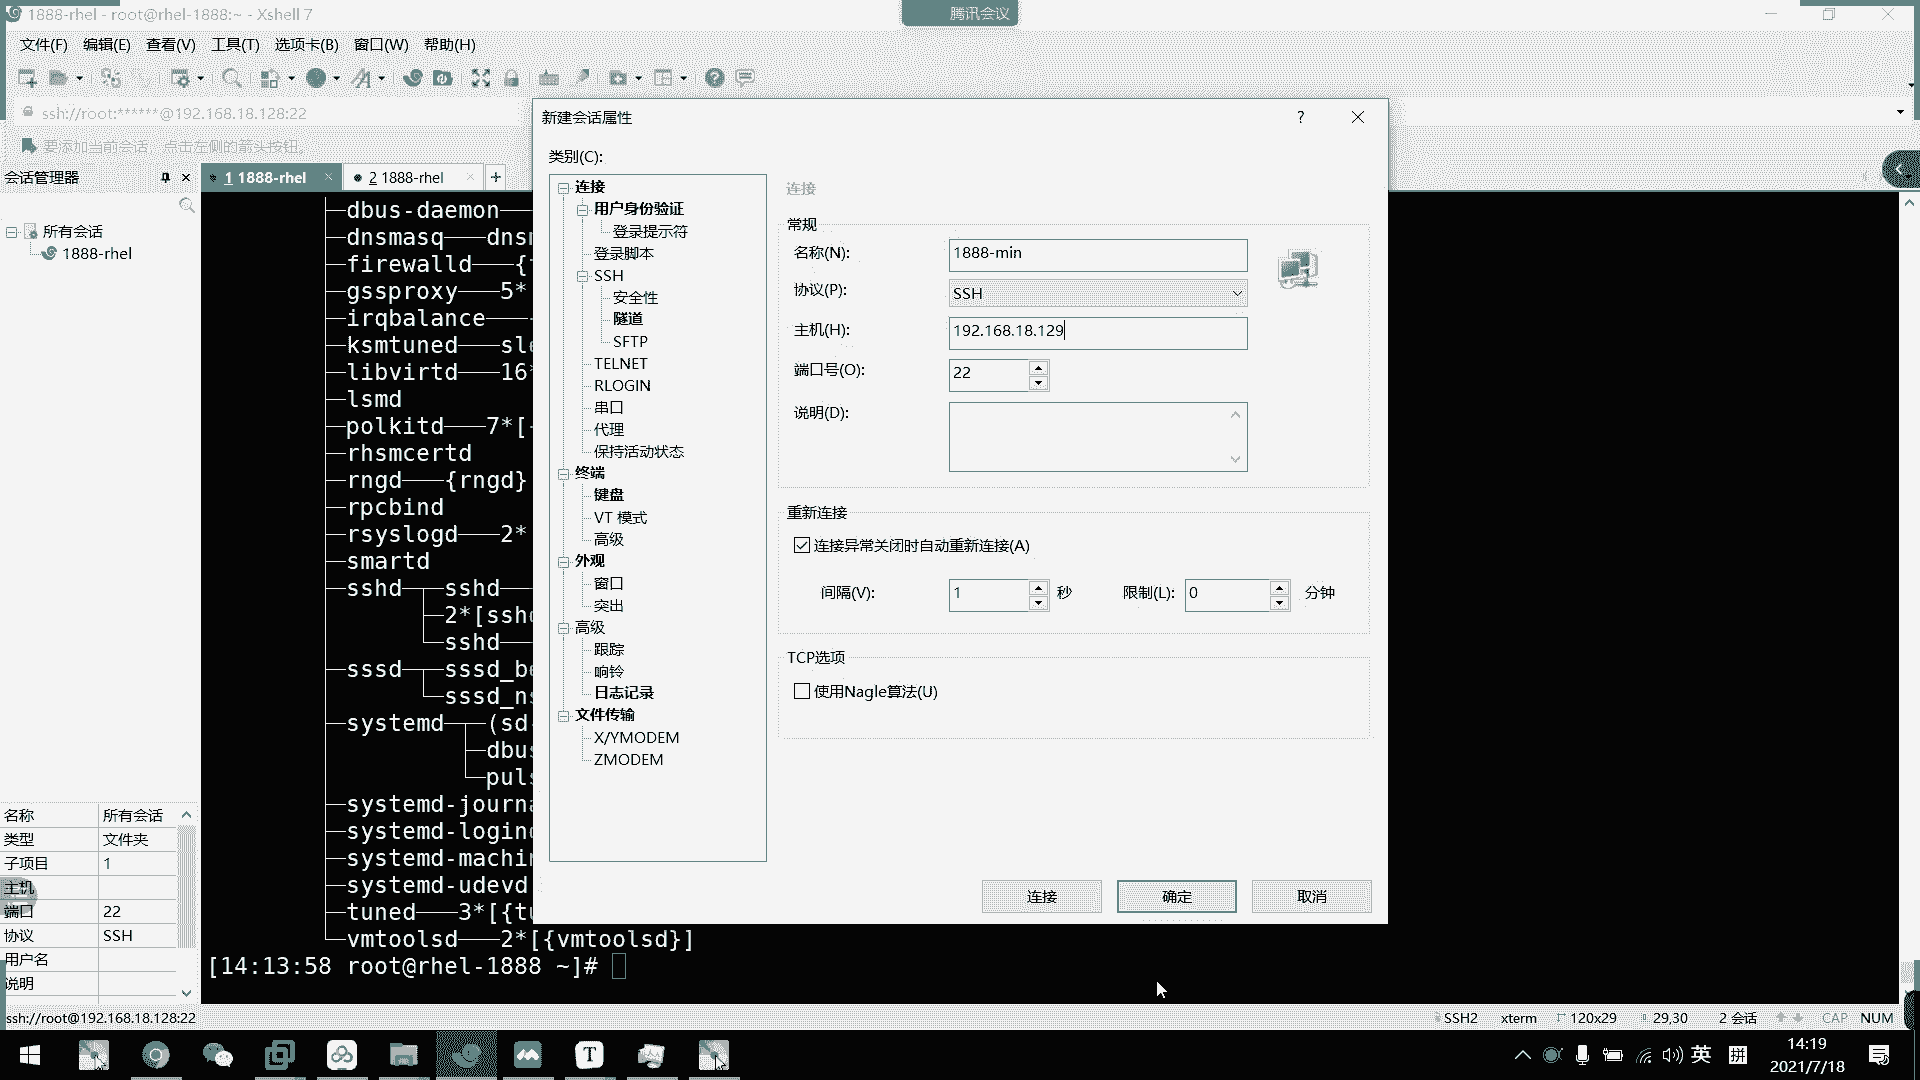 1888-rhel - root@rhel-1888:~ - Xshell 7
腾讯会议
文件(F) 编辑(E) 查看(V) 工具(T) 选项卡(B) 窗口(W) 帮助(H)
ssh://root:******@192.168.18.128:22
要添加当前会话，点击左侧的箭头按钮。
会话管理器
1 1888-rhel
2 1888-rhel
所有会话
1888-rhel
名称 所有会话
类型 文件夹
子项目 1
主机
端口 22
协议 SSH
用户名
说明
├─dbus-daemon──
├─dnsmasq───dnsm
├─firewalld───{
├─gssproxy───5*
├─irqbalance
├─ksmtuned───sle
├─libvirtd───16*
├─lsmd
├─polkitd───7*[
├─rhsmcertd
├─rngd───{rngd}
├─rpcbind
├─rsyslogd───2*
├─smartd
├─sshd─┬─sshd──
├─2*[sshd
└─sshd──
├─sssd─┬─sssd_be
└─sssd_ns
├─systemd─┬─(sd
├─dbus
└─puls
├─systemd-journa
├─systemd-logind
├─systemd-machin
├─systemd-udevd
├─tuned───3*[{tu
└─vmtoolsd───2*[{vmtoolsd}]
[14:13:58 root@rhel-1888 ~]#
新建会话属性
类别(C):
连接
用户身份验证
登录提示符
登录脚本
SSH
安全性
隧道
SFTP
TELNET
RLOGIN
串口
代理
保持活动状态
终端
键盘
VT 模式
高级
外观
窗口
突出
高级
跟踪
响铃
日志记录
文件传输
X/YMODEM
ZMODEM
连接
常规
名称(N): 1888-min
协议(P): SSH
主机(H): 192.168.18.129
端口号(O): 22
说明(D):
重新连接
连接异常关闭时自动重新连接(A)
间隔(V): 1 秒 限制(L): 0 分钟
TCP选项
使用Nagle算法(U)
连接 确定 取消
ssh://root@192.168.18.128:22
SSH2 xterm 120x29 29,30 2 会话 CAP NUM
英 拼
14:19
2021/7/18